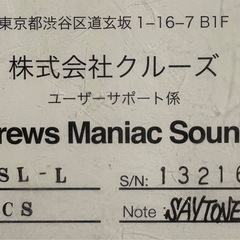 東京都渋谷区道玄坂 1-16-7 B1F
株式会社クルーズ
ユーザーサポート係
rews Maniac Soun
SL-L S/N: 13216
CS Note : SAYTONE